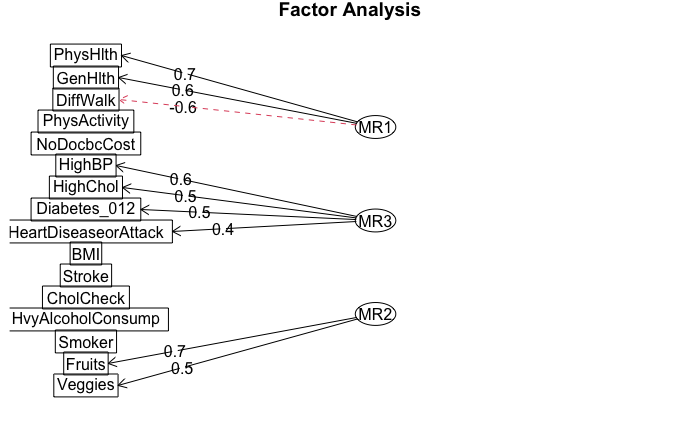 Factor Analysis
PhysHlth
GenHlth
DiffWalk
PhysActivity
NoDocbcCost
HighBP
HighChol
Diabetes_012
HeartDiseaseorAttack
BMI
Stroke
CholCheck
HvyAlcoholConsump
Smoker
Fruits
Veggies
0.7
0.6
-0.6
0.6
0.5
0.5
0.4
0.7
0.5
MR1
MR3
MR2